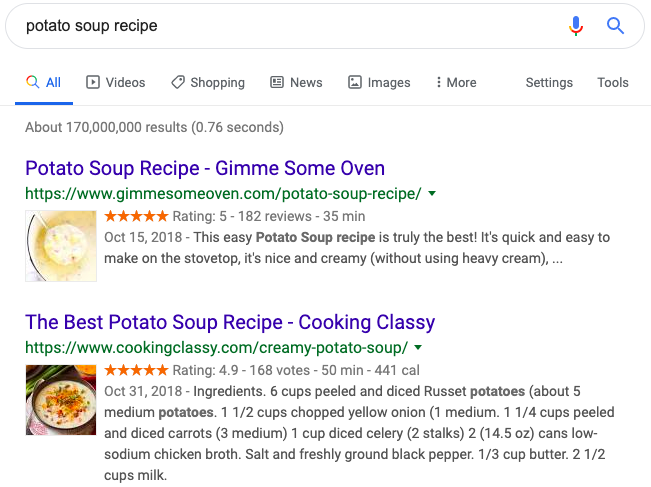 potato soup recipe
All Videos Shopping News Images More Settings Tools
About 170,000,000 results (0.76 seconds)
Potato Soup Recipe - Gimme Some Oven
https://www.gimmesomeoven.com/potato-soup-recipe/
Rating: 5 - 182 reviews - 35 min
Oct 15, 2018 - This easy Potato Soup recipe is truly the best! It's quick and easy to
make on the stovetop, it's nice and creamy (without using heavy cream), ...
The Best Potato Soup Recipe - Cooking Classy
https://www.cookingclassy.com/creamy-potato-soup/
Rating: 4.9 - 168 votes - 50 min - 441 cal
Oct 31, 2018 - Ingredients. 6 cups peeled and diced Russet potatoes (about 5
medium potatoes. 1 1/2 cups chopped yellow onion (1 medium. 1 1/4 cups peeled
and diced carrots (3 medium) 1 cup diced celery (2 stalks) 2 (14.5 oz) cans low-
sodium chicken broth. Salt and freshly ground black pepper. 1/3 cup butter. 2 1/2
cups milk.